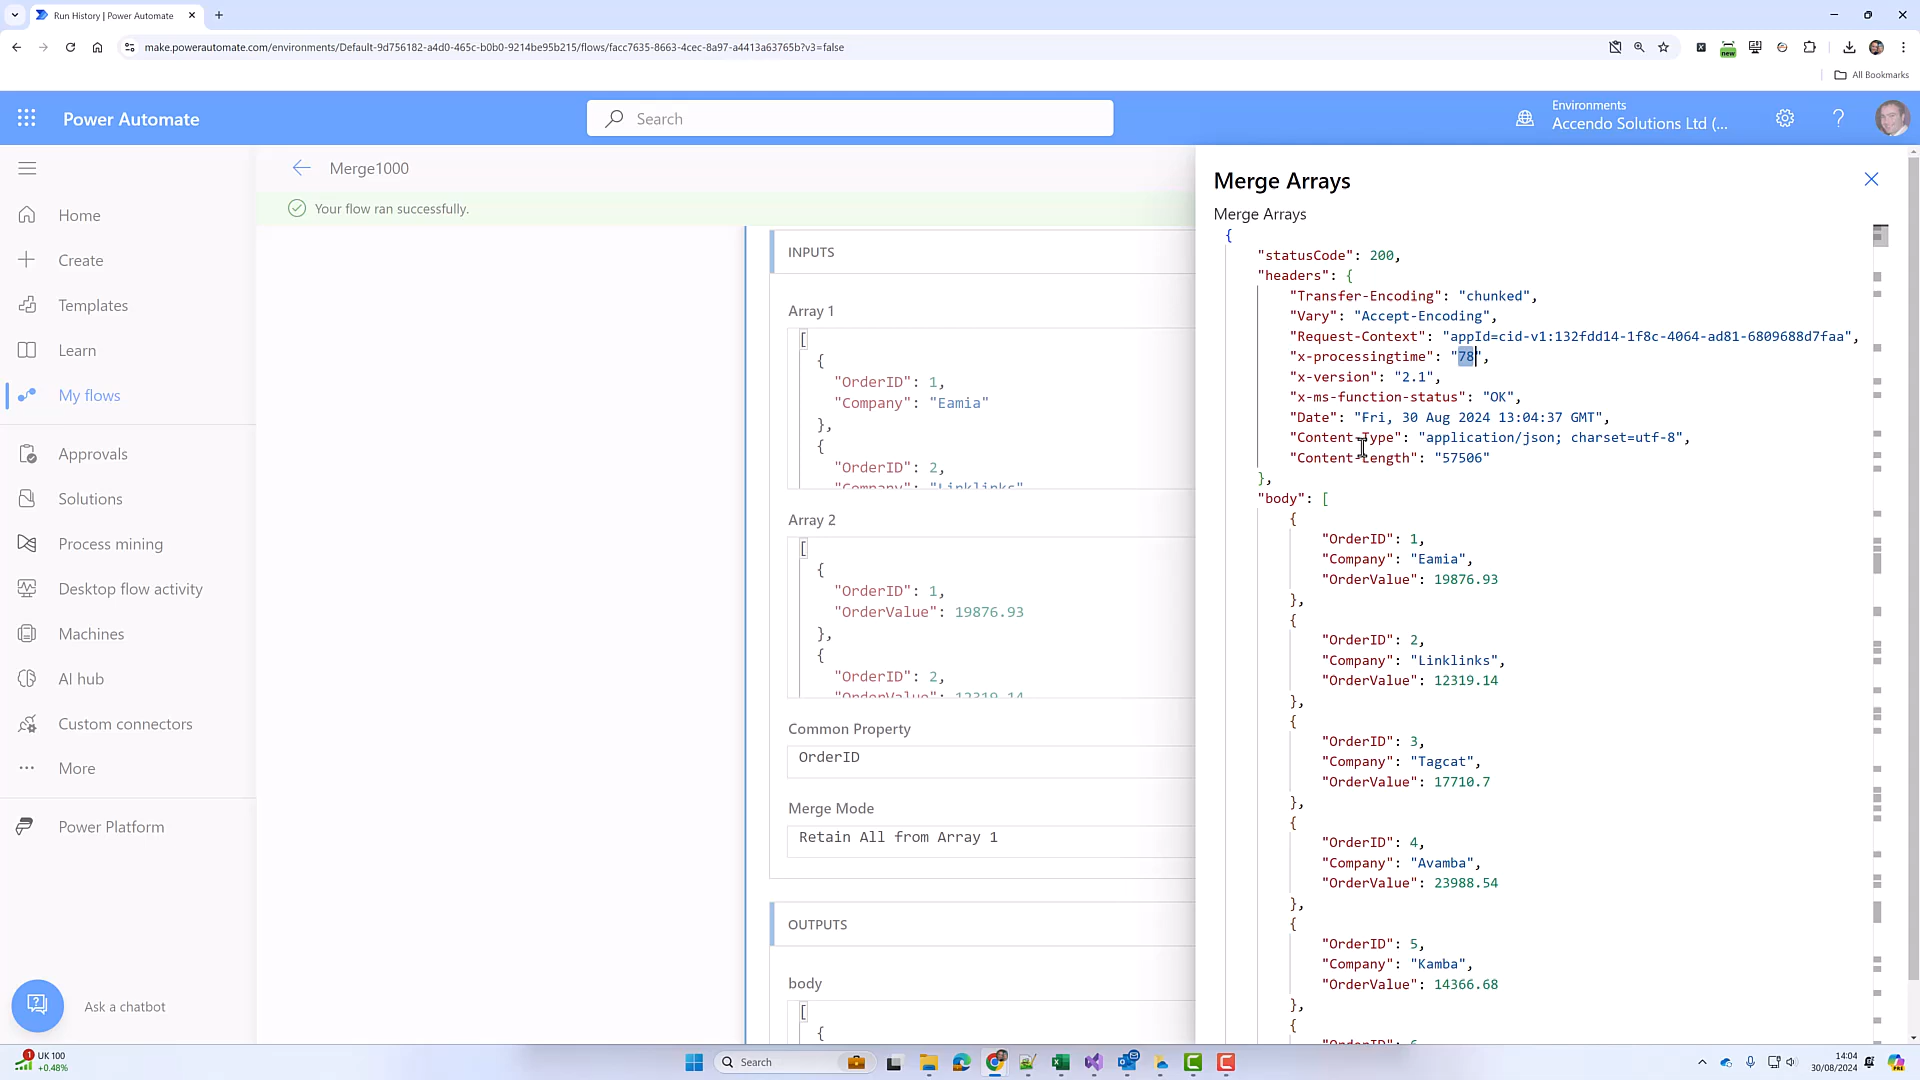 Run History | Power Automate
make.powerautomate.com/environments/Default-9d756182-a4d0-465c-b0b0-9214be95b215/flows/facc7635-8663-4cec-8a97-a4413a63765b?v3=false
new
All Bookmarks
Power Automate
Search
Environments
Accendo Solutions Ltd (...
Home
Create
Templates
Learn
My flows
Approvals
Solutions
Process mining
Desktop flow activity
Machines
AI hub
Custom connectors
More
Power Platform
Ask a chatbot
Merge1000
Your flow ran successfully.
INPUTS
Array 1
[
{
"OrderID": 1,
"Company": "Eamia"
},
{
"OrderID": 2,
"Company": "Linklinks"
Array 2
[
{
"OrderID": 1,
"OrderValue": 19876.93
},
{
"OrderID": 2,
"OrderValue": 12319.14
Common Property
OrderID
Merge Mode
Retain All from Array 1
OUTPUTS
body
[
{
Merge Arrays
Merge Arrays
{
"statusCode": 200,
"headers": {
"Transfer-Encoding": "chunked",
"Vary": "Accept-Encoding",
"Request-Context": "appId=cid-v1:132fdd14-1f8c-4064-ad81-6809688d7faa",
"x-processingtime": "78",
"x-version": "2.1",
"x-ms-function-status": "OK",
"Date": "Fri, 30 Aug 2024 13:04:37 GMT",
"Content-Type": "application/json; charset=utf-8",
"Content-Length": "57506"
},
"body": [
{
"OrderID": 1,
"Company": "Eamia",
"OrderValue": 19876.93
},
{
"OrderID": 2,
"Company": "Linklinks",
"OrderValue": 12319.14
},
{
"OrderID": 3,
"Company": "Tagcat",
"OrderValue": 17710.7
},
{
"OrderID": 4,
"Company": "Avamba",
"OrderValue": 23988.54
},
{
"OrderID": 5,
"Company": "Kamba",
"OrderValue": 14366.68
},
{
"OrderID": 6,
1
UK 100
+0.48%
Search
14:04
30/08/2024